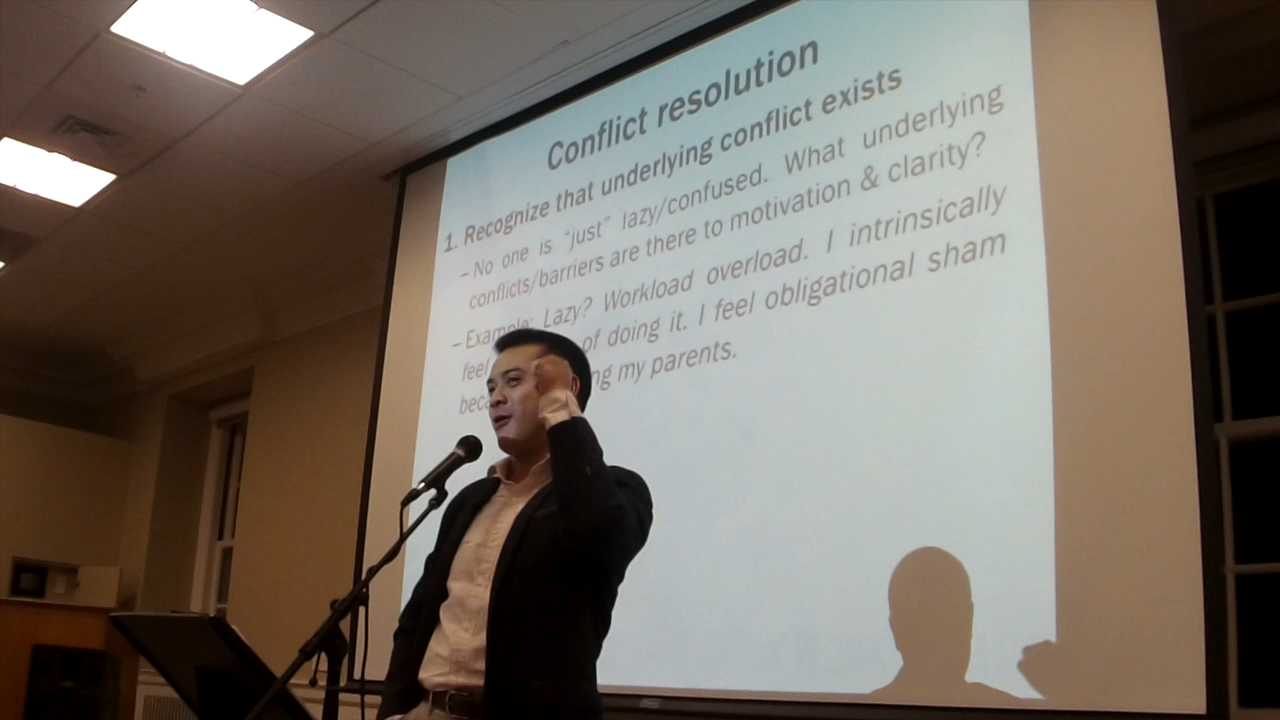 Conflict resolution
1. Recognize that underlying conflict exists
– No one is “just” lazy/confused. What underlying
conflicts/barriers are there to motivation & clarity?
– Example: Lazy? Workload overload. I intrinsically
feel of doing it. I feel obligational sham
my parents.